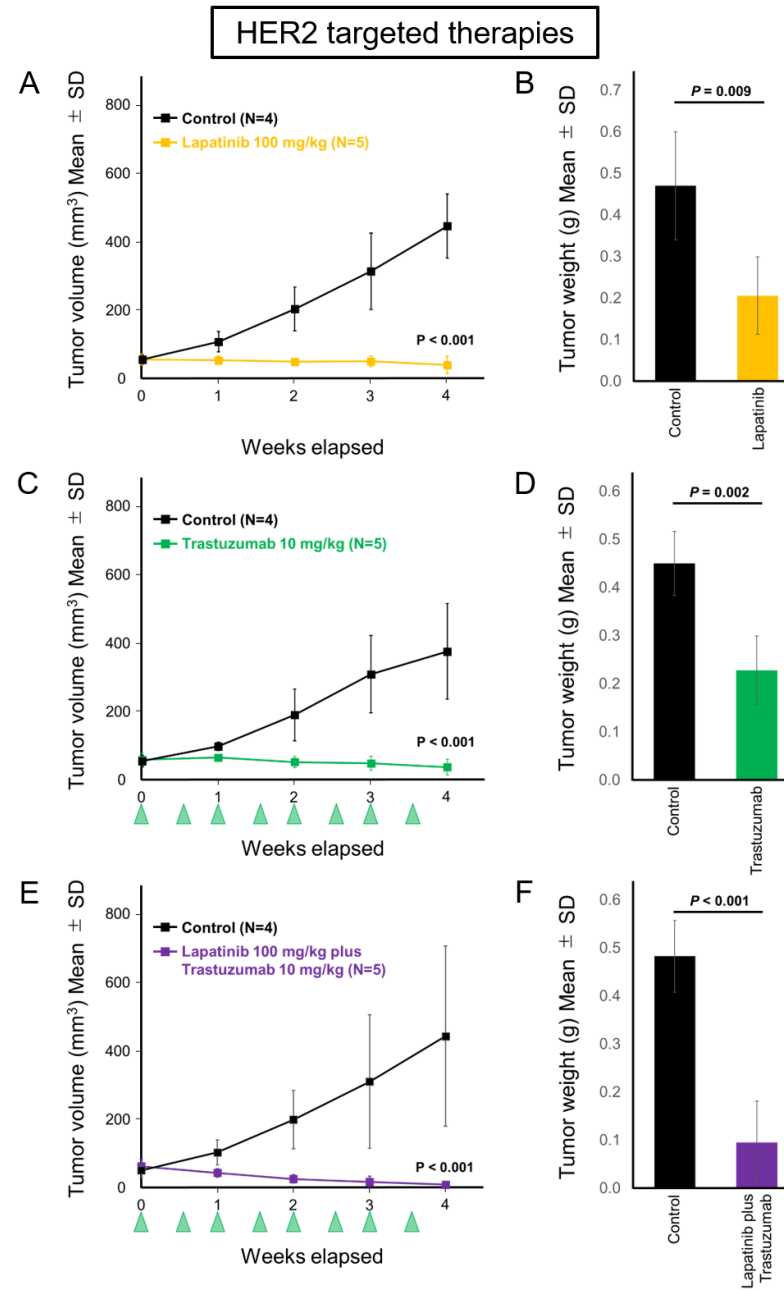 HER2 targeted therapies
A
Tumor volume (mm³) Mean ± SD
800
600
400
200
0
Control (N=4)
Lapatinib 100 mg/kg (N=5)
P < 0.001
0 1 2 3 4
Weeks elapsed
B
Tumor weight (g) Mean ± SD
0.7
0.6
0.5
0.4
0.3
0.2
0.1
0.0
P = 0.009
Control
Lapatinib
C
Tumor volume (mm³) Mean ± SD
800
600
400
200
0
Control (N=4)
Trastuzumab 10 mg/kg (N=5)
P < 0.001
0 1 2 3 4
Weeks elapsed
D
Tumor weight (g) Mean ± SD
0.6
0.5
0.4
0.3
0.2
0.1
0.0
P = 0.002
Control
Trastuzumab
E
Tumor volume (mm³) Mean ± SD
800
600
400
200
0
Control (N=4)
Lapatinib 100 mg/kg plus
Trastuzumab 10 mg/kg (N=5)
P < 0.001
0 1 2 3 4
Weeks elapsed
F
Tumor weight (g) Mean ± SD
0.6
0.5
0.4
0.3
0.2
0.1
0.0
P < 0.001
Control
Lapatinib plus
Trastuzumab